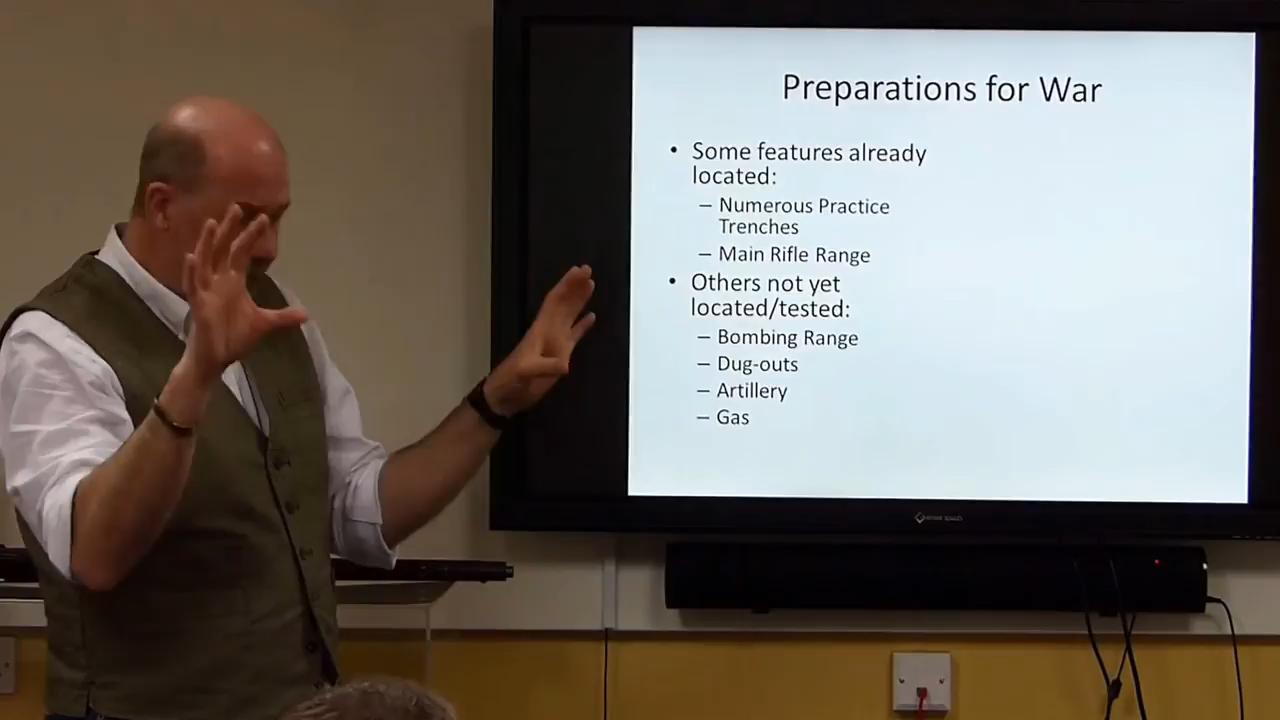 Preparations for War
• Some features already
located:
– Numerous Practice
Trenches
– Main Rifle Range
• Others not yet
located/tested:
– Bombing Range
– Dug-outs
– Artillery
– Gas